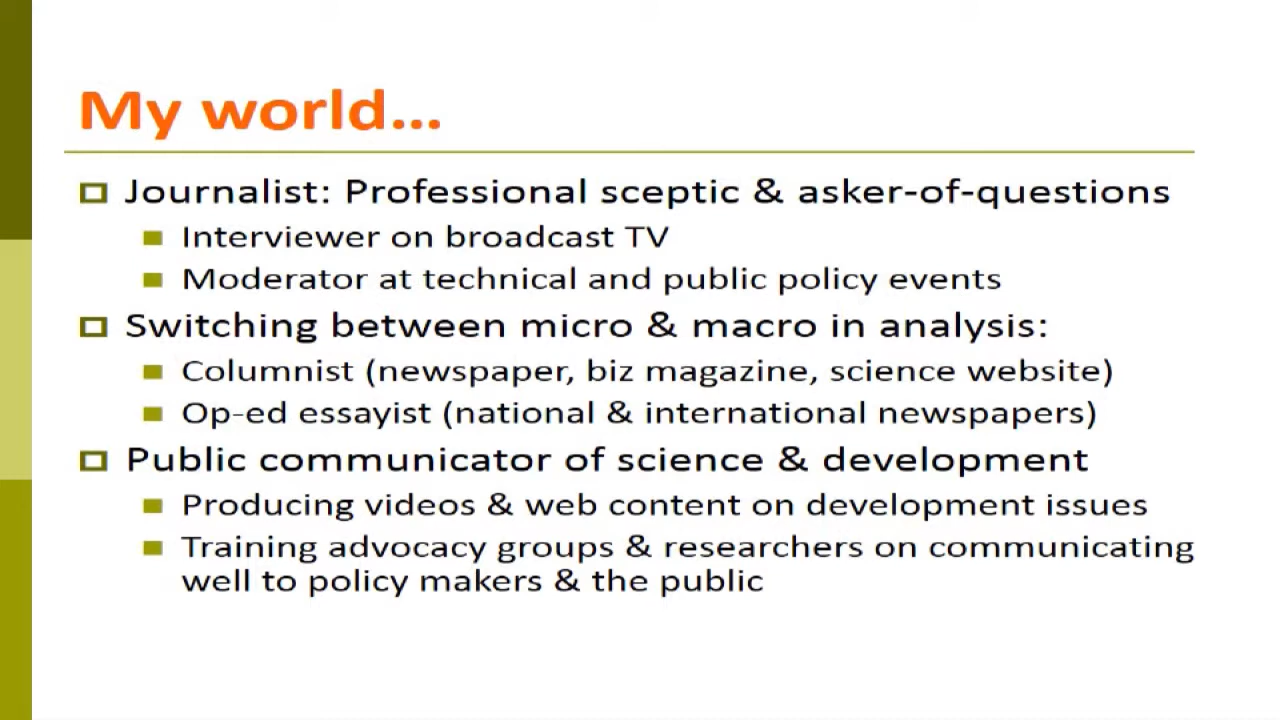 My world...
Journalist: Professional sceptic & asker-of-questions
Interviewer on broadcast TV
Moderator at technical and public policy events
Switching between micro & macro in analysis:
Columnist (newspaper, biz magazine, science website)
Op-ed essayist (national & international newspapers)
Public communicator of science & development
Producing videos & web content on development issues
Training advocacy groups & researchers on communicating
well to policy makers & the public